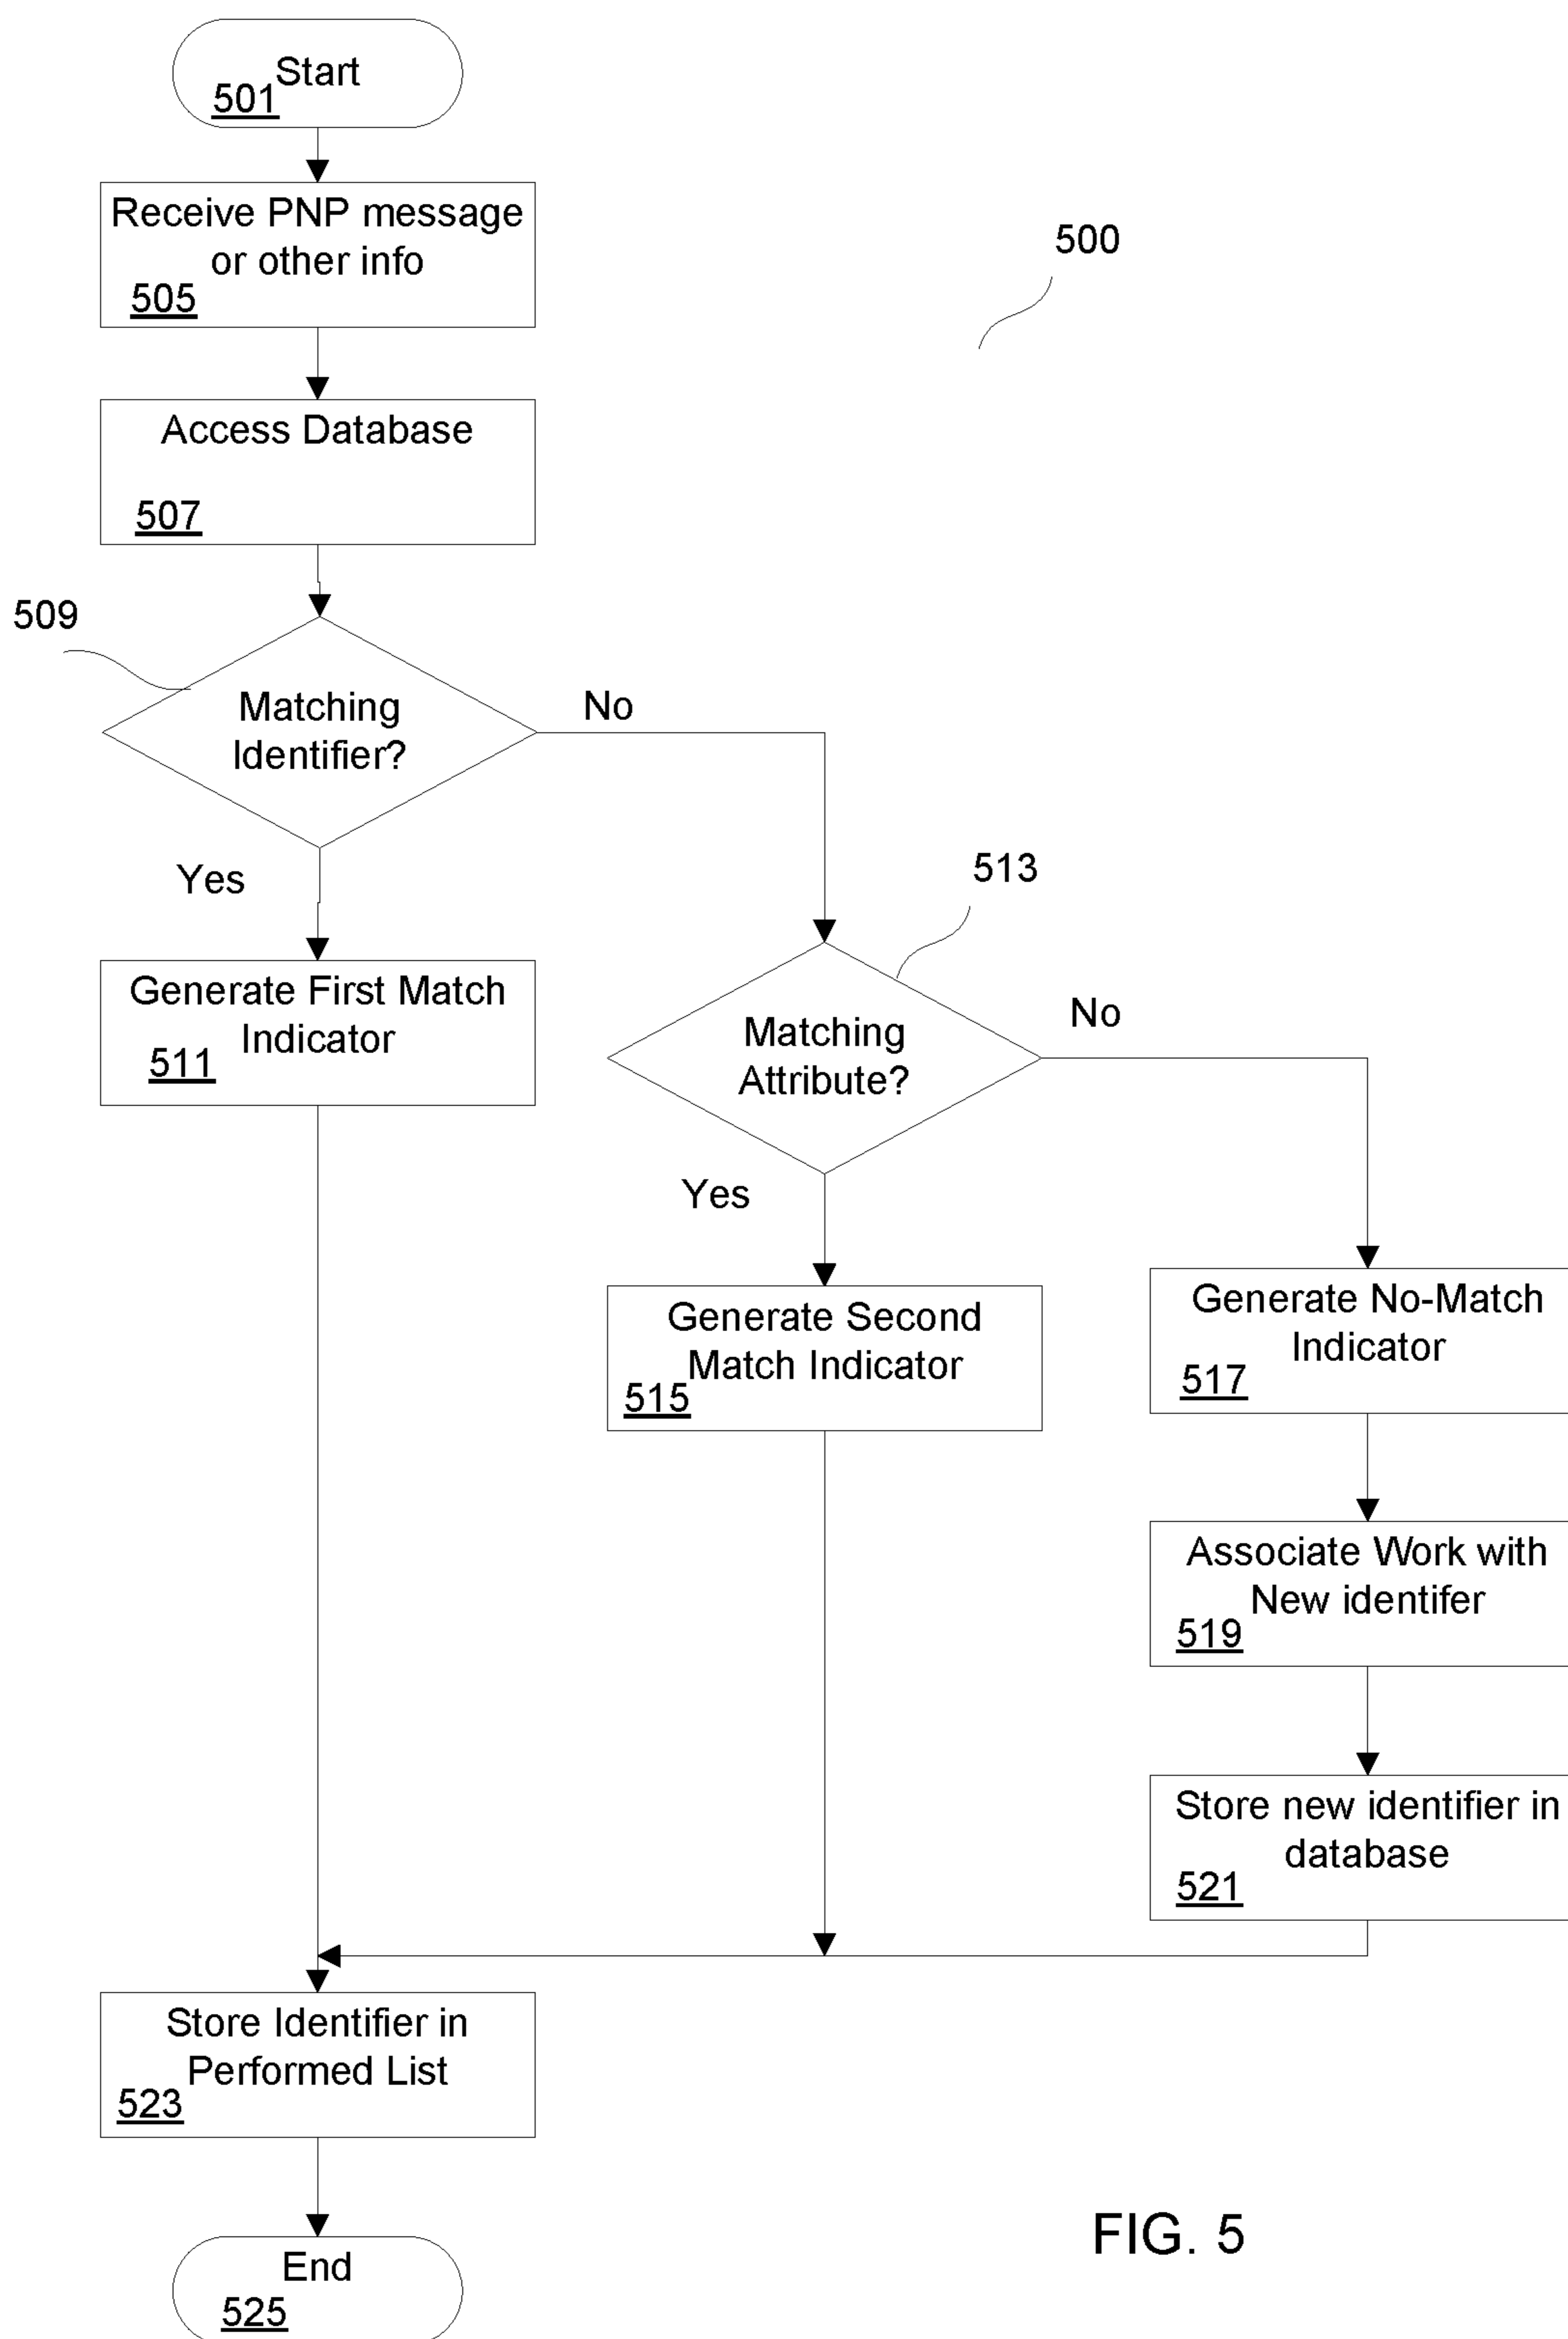 Start
501
Receive PNP message
or other info
505
500
Access Database
507
509
Matching
Identifier?
No
Yes
513
Generate First Match
Indicator
511
Matching
Attribute?
No
Yes
Generate Second
Match Indicator
515
Generate No-Match
Indicator
517
Associate Work with
New identifer
519
Store new identifier in
database
521
Store Identifier in
Performed List
523
End
525
FIG. 5